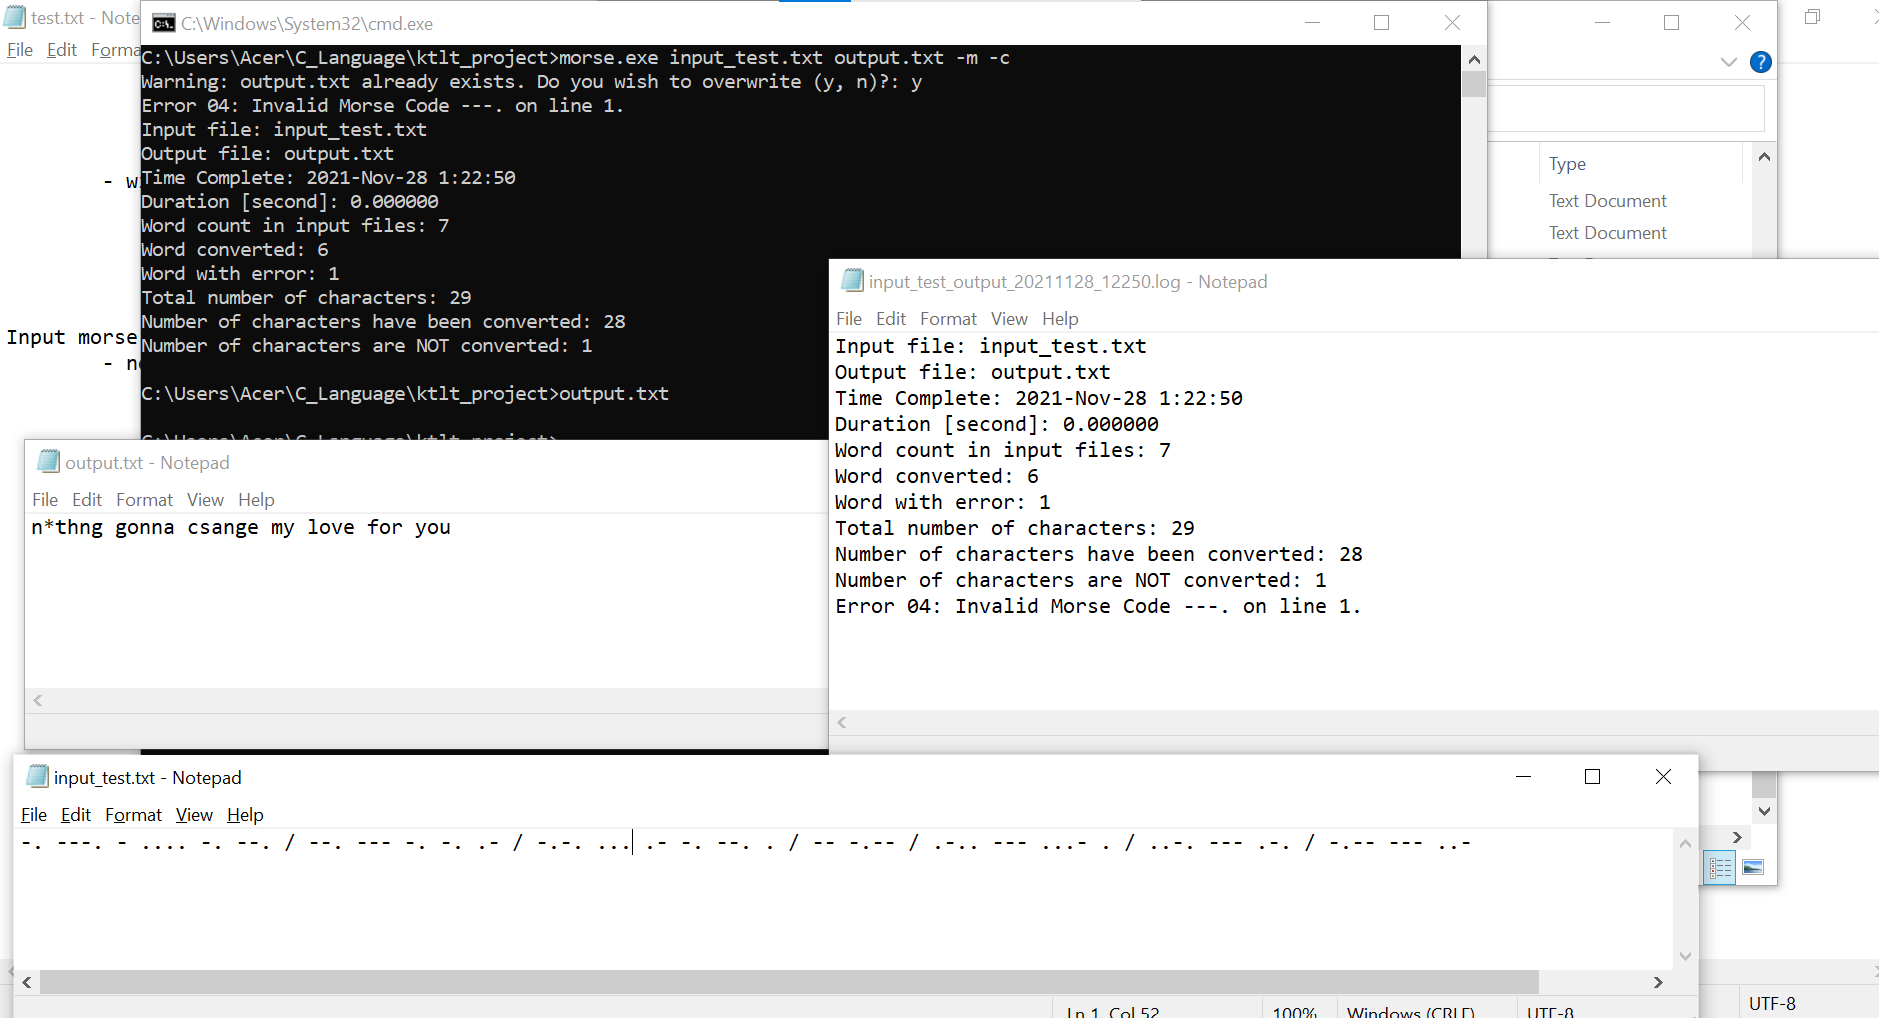 test.txt - Note
File Edit Forma
- w
Input morse
- n
C:\Windows\System32\cmd.exe
C:\Users\Acer\C_Language\ktlt_project>morse.exe input_test.txt output.txt -m -c
Warning: output.txt already exists. Do you wish to overwrite (y, n)?: y
Error 04: Invalid Morse Code ---. on line 1.
Input file: input_test.txt
Output file: output.txt
Time Complete: 2021-Nov-28 1:22:50
Duration [second]: 0.000000
Word count in input files: 7
Word converted: 6
Word with error: 1
Total number of characters: 29
Number of characters have been converted: 28
Number of characters are NOT converted: 1
C:\Users\Acer\C_Language\ktlt_project>output.txt
C:\Users\Acer\C_Language\ktlt_project>
Type
Text Document
Text Document
input_test_output_20211128_12250.log - Notepad
File Edit Format View Help
Input file: input_test.txt
Output file: output.txt
Time Complete: 2021-Nov-28 1:22:50
Duration [second]: 0.000000
Word count in input files: 7
Word converted: 6
Word with error: 1
Total number of characters: 29
Number of characters have been converted: 28
Number of characters are NOT converted: 1
Error 04: Invalid Morse Code ---. on line 1.
output.txt - Notepad
File Edit Format View Help
n*thng gonna csange my love for you
input_test.txt - Notepad
File Edit Format View Help
-. ---. - .... -. --. / --. --- -. -. .- / -.-. ... .- -. --. . / -- -.-- / .-.. --- ...- . / ..-. --- .-. / -.-- --- ..-
Ln 1, Col 52 100% Windows (CRLF) UTF-8
UTF-8